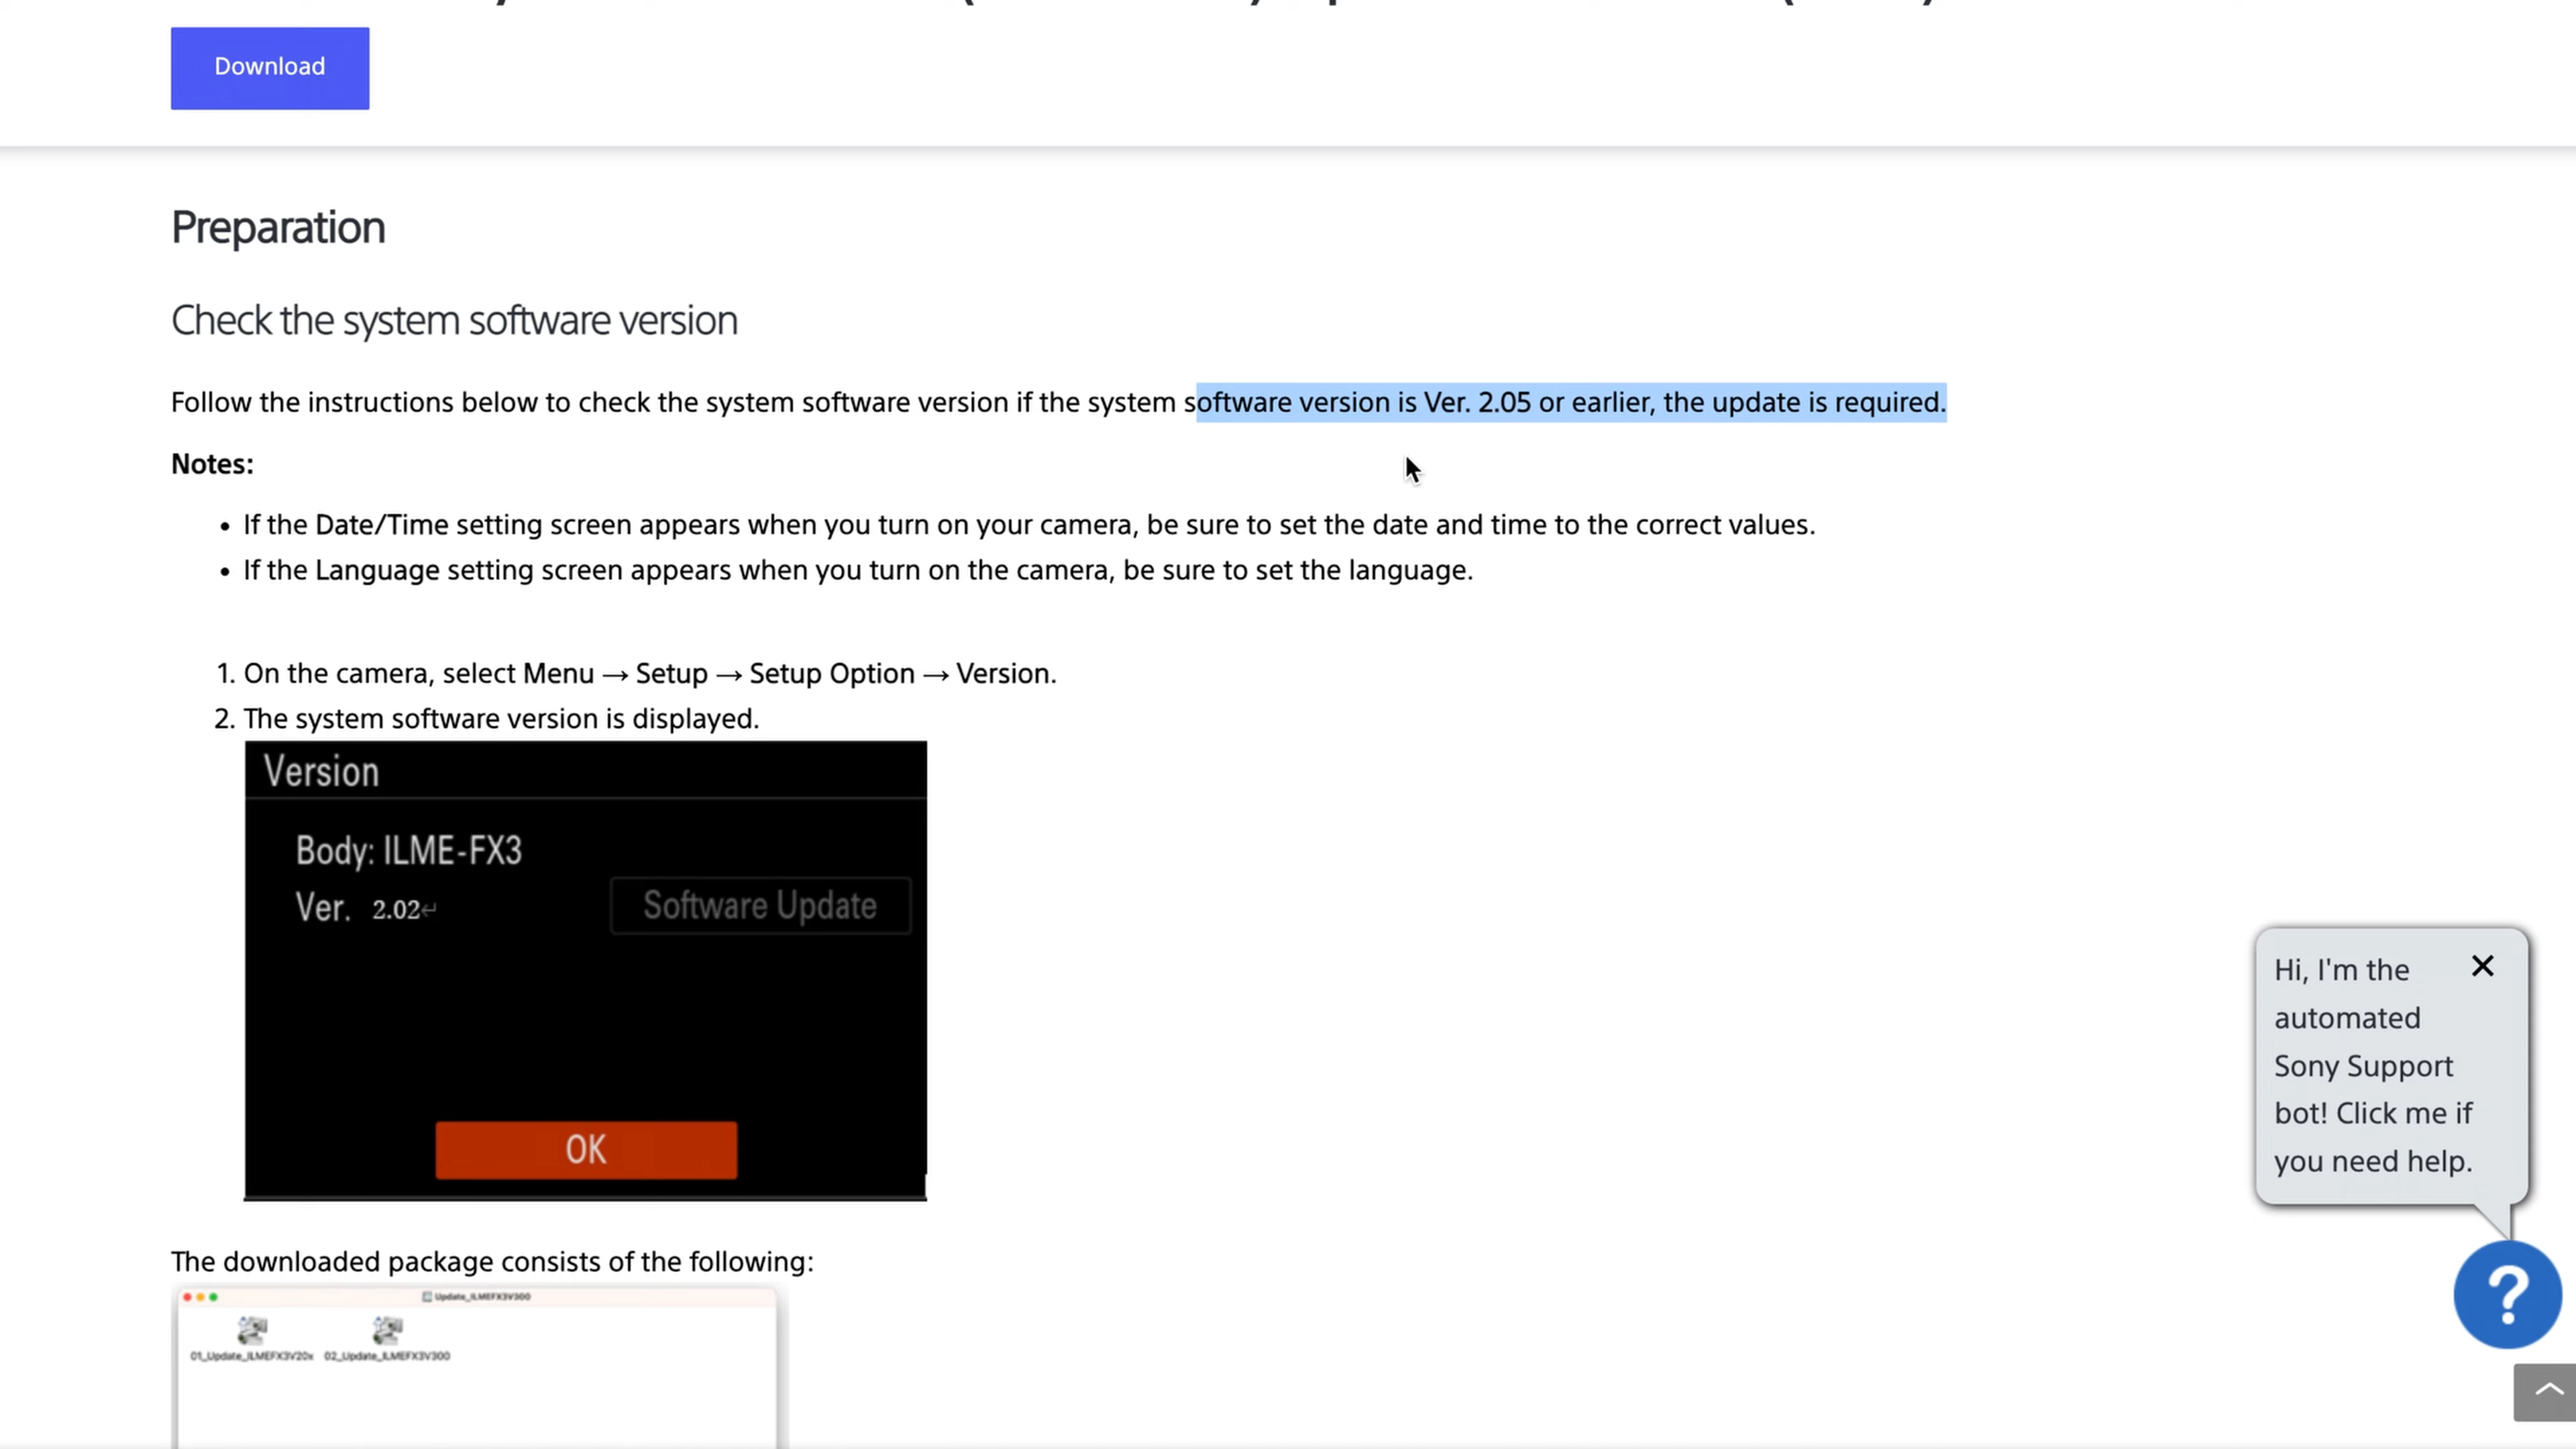 Download
Preparation
Check the system software version
Follow the instructions below to check the system software version if the system software version is Ver. 2.05 or earlier, the update is required.
Notes:
• If the Date/Time setting screen appears when you turn on your camera, be sure to set the date and time to the correct values.
• If the Language setting screen appears when you turn on the camera, be sure to set the language.
1. On the camera, select Menu → Setup → Setup Option → Version.
2. The system software version is displayed.
Version
Body: ILME-FX3
Ver. 2.02↵
Software Update
OK
Hi, I'm the
automated
Sony Support
bot! Click me if
you need help.
?
The downloaded package consists of the following:
Update_ILMEFX3V300
01_Update_ILMEFX3V20x 02_Update_ILMEFX3V300